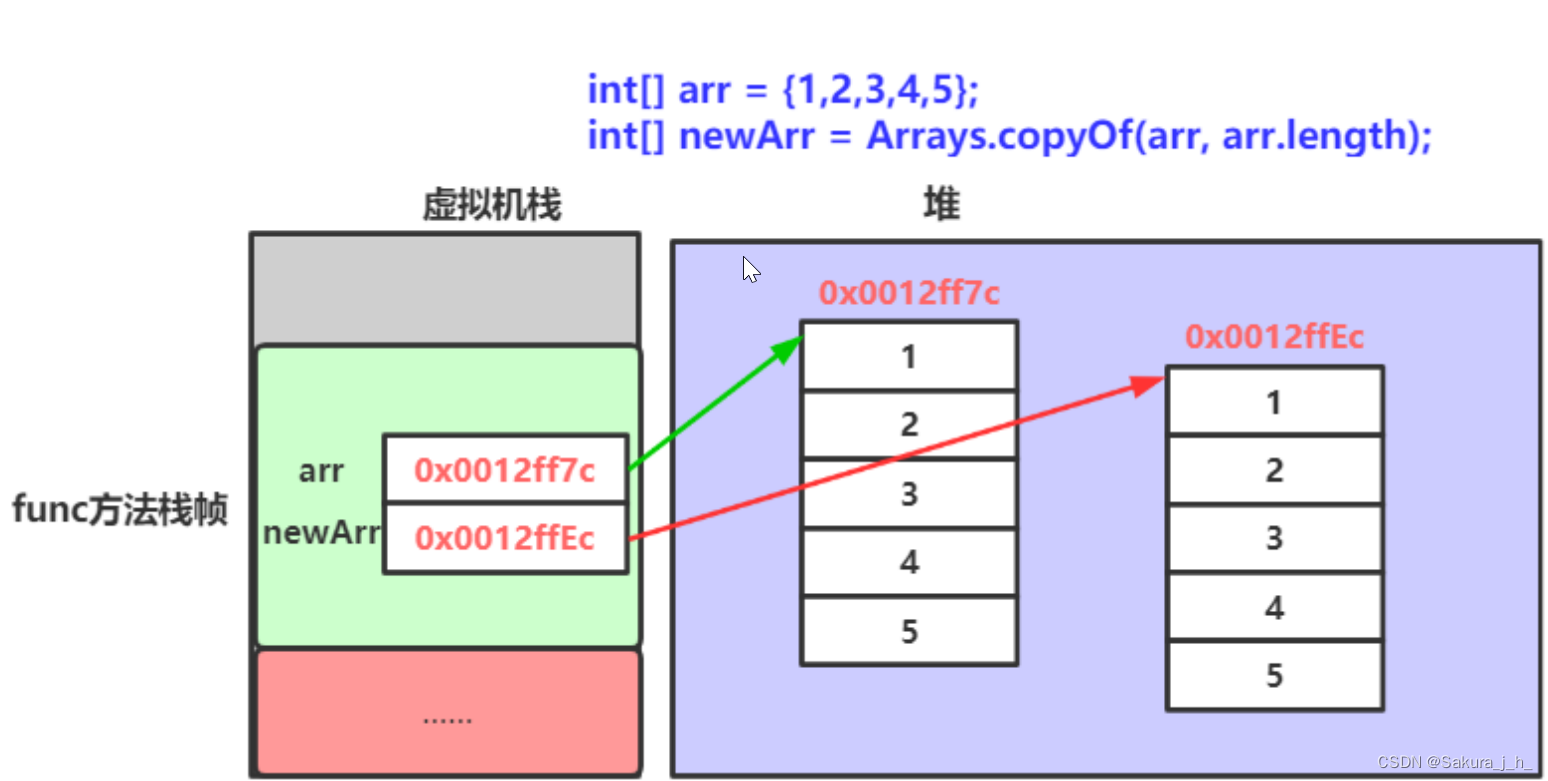 int[] arr = {1,2,3,4,5};
int[] newArr = Arrays.copyOf(arr, arr.length);
虚拟机栈
堆
func方法栈帧
arr
0x0012ff7c
newArr
0x0012ffEc
......
0x0012ff7c
1
2
3
4
5
0x0012ffEc
1
2
3
4
5
CSDN @Sakura_j_h_